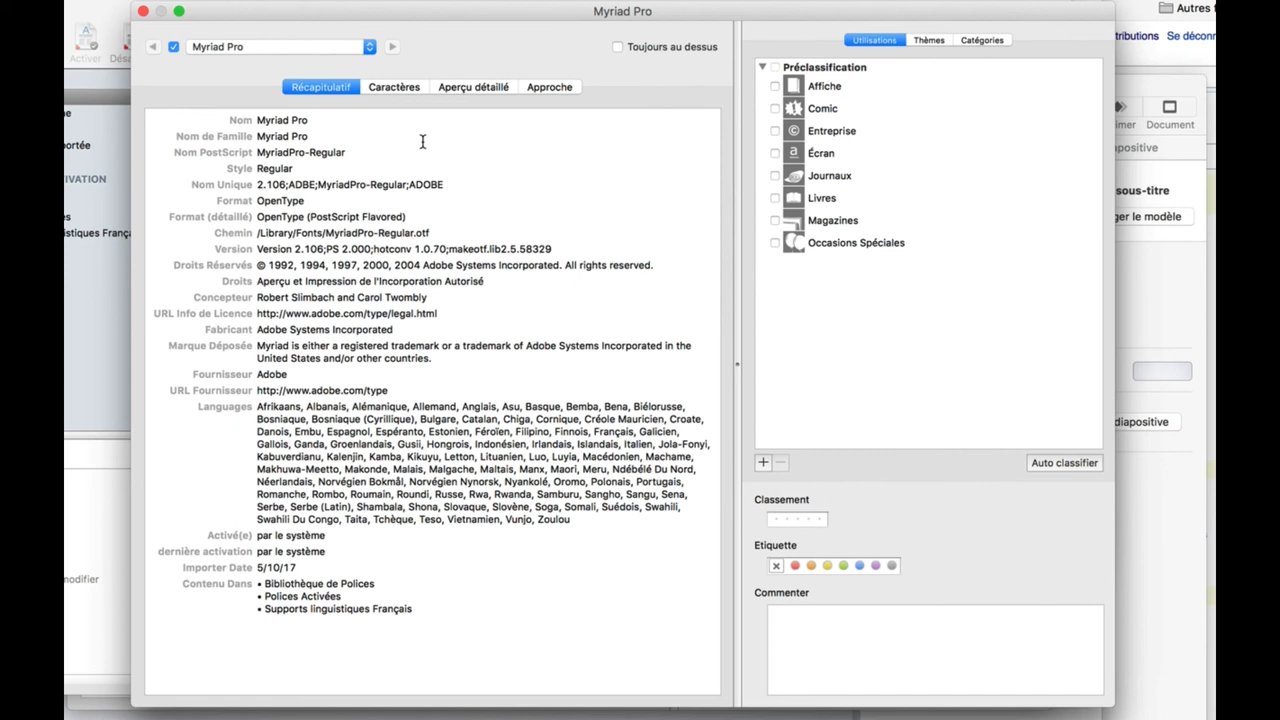 Myriad Pro
Autres f
Activer
Désa
Myriad Pro
Toujours au dessus
Récapitulatif
Caractères
Aperçu détaillé
Approche
Nom Myriad Pro
Nom de Famille Myriad Pro
Nom PostScript MyriadPro-Regular
Style Regular
Nom Unique 2.106;ADBE;MyriadPro-Regular;ADOBE
Format OpenType
Format (détaillé) OpenType (PostScript Flavored)
Chemin /Library/Fonts/MyriadPro-Regular.otf
Version Version 2.106;PS 2.000;hotconv 1.0.70;makeotf.lib2.5.58329
Droits Réservés © 1992, 1994, 1997, 2000, 2004 Adobe Systems Incorporated. All rights reserved.
Droits Aperçu et Impression de l'Incorporation Autorisé
Concepteur Robert Slimbach and Carol Twombly
URL Info de Licence http://www.adobe.com/type/legal.html
Fabricant Adobe Systems Incorporated
Marque Déposée Myriad is either a registered trademark or a trademark of Adobe Systems Incorporated in the
United States and/or other countries.
Fournisseur Adobe
URL Fournisseur http://www.adobe.com/type
Languages Afrikaans, Albanais, Alémanique, Allemand, Anglais, Asu, Basque, Bemba, Bena, Biélorusse,
Bosniaque, Bosniaque (Cyrillique), Bulgare, Catalan, Chiga, Cornique, Créole Mauricien, Croate,
Danois, Embu, Espagnol, Espéranto, Estonien, Féroïen, Filipino, Finnois, Français, Galicien,
Gallois, Ganda, Groenlandais, Gusii, Hongrois, Indonésien, Irlandais, Islandais, Italien, Jola-Fonyi,
Kabuverdianu, Kalenjin, Kamba, Kikuyu, Letton, Lituanien, Luo, Luyia, Macédonien, Machame,
Makhuwa-Meetto, Makonde, Malais, Malgache, Maltais, Manx, Maori, Meru, Ndébélé Du Nord,
Néerlandais, Norvégien Bokmål, Norvégien Nynorsk, Nyankolé, Oromo, Polonais, Portugais,
Romanche, Rombo, Roumain, Roundi, Russe, Rwa, Rwanda, Samburu, Sangho, Sangu, Sena,
Serbe, Serbe (Latin), Shambala, Shona, Slovaque, Slovène, Soga, Somali, Suédois, Swahili,
Swahili Du Congo, Taita, Tchèque, Teso, Vietnamien, Vunjo, Zoulou
Activé(e) par le système
dernière activation par le système
Importer Date 5/10/17
Contenu Dans • Bibliothèque de Polices
• Polices Activées
• Supports linguistiques Français
Utilisations
Thèmes
Catégories
Préclassification
Affiche
Comic
Entreprise
Écran
Journaux
Livres
Magazines
Occasions Spéciales
Auto classifier
Classement
Etiquette
Commenter
ne
portée
IVATION
es
istiques França
modifier
tributions
Se déconn
imer
Document
apositive
sous-titre
ger le modèle
diapositive